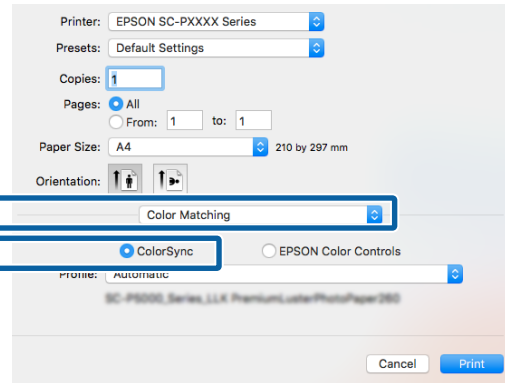 Printer: EPSON SC-PXXXX Series
Presets: Default Settings
Copies: 1
Pages: All
From: 1 to: 1
Paper Size: A4 210 by 297 mm
Orientation:
Color Matching
ColorSync EPSON Color Controls
Profile: Automatic
SC-P5000_Series_LLK PremiumLusterPhotoPaper260
Cancel Print